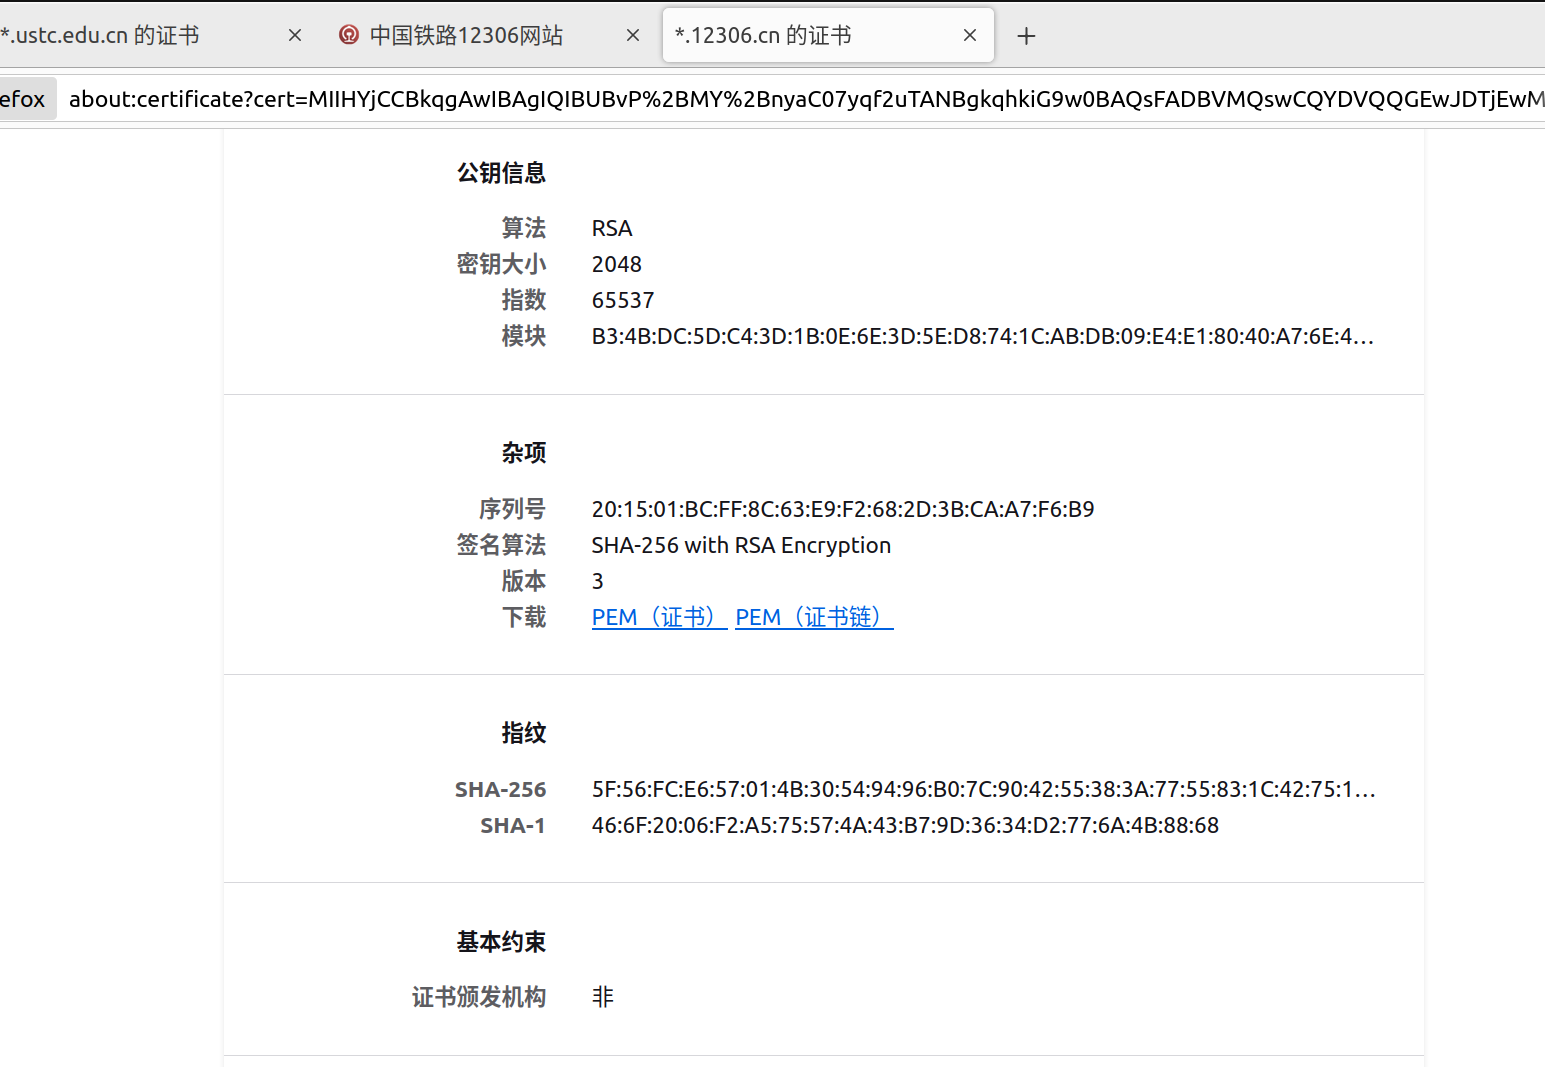 *.ustc.edu.cn 的证书 × 中国铁路12306网站 × *.12306.cn 的证书 × +
efox about:certificate?cert=MIIHYjCCBkqgAwIBAgIQIBUBvP%2BMY%2BnyaC07yqf2uTANBgkqhkiG9w0BAQsFADBVMQswCQYDVQQGEwJDTjEwM
公钥信息
算法 RSA
密钥大小 2048
指数 65537
模块 B3:4B:DC:5D:C4:3D:1B:0E:6E:3D:5E:D8:74:1C:AB:DB:09:E4:E1:80:40:A7:6E:4…
杂项
序列号 20:15:01:BC:FF:8C:63:E9:F2:68:2D:3B:CA:A7:F6:B9
签名算法 SHA-256 with RSA Encryption
版本 3
下载 PEM（证书） PEM（证书链）
指纹
SHA-256 5F:56:FC:E6:57:01:4B:30:54:94:96:B0:7C:90:42:55:38:3A:77:55:83:1C:42:75:1…
SHA-1 46:6F:20:06:F2:A5:75:57:4A:43:B7:9D:36:34:D2:77:6A:4B:88:68
基本约束
证书颁发机构 非